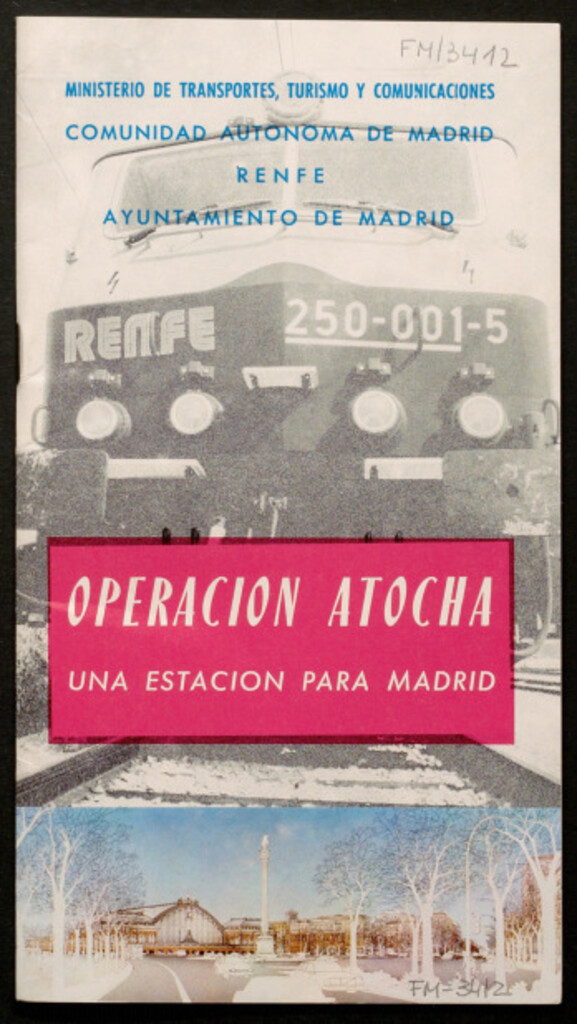 FM/3412
MINISTERIO DE TRANSPORTES, TURISMO Y COMUNICACIONES
COMUNIDAD AUTONOMA DE MADRID
RENFE
AYUNTAMIENTO DE MADRID
RENFE 250-001-5
OPERACION ATOCHA
UNA ESTACION PARA MADRID
FM-3412